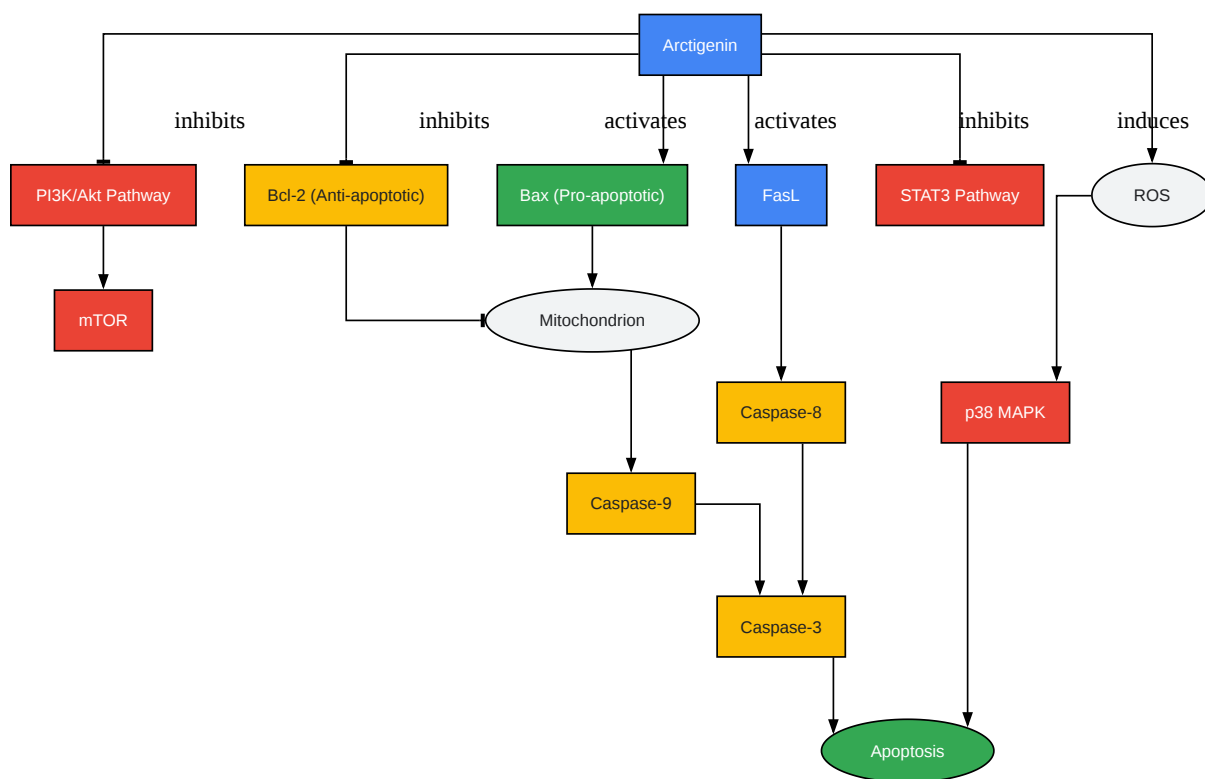 Arctigenin
inhibits
inhibits
activates
activates
inhibits
induces
PI3K/Akt Pathway
Bcl-2 (Anti-apoptotic)
Bax (Pro-apoptotic)
FasL
STAT3 Pathway
ROS
mTOR
Mitochondrion
Caspase-8
p38 MAPK
Caspase-9
Caspase-3
Apoptosis